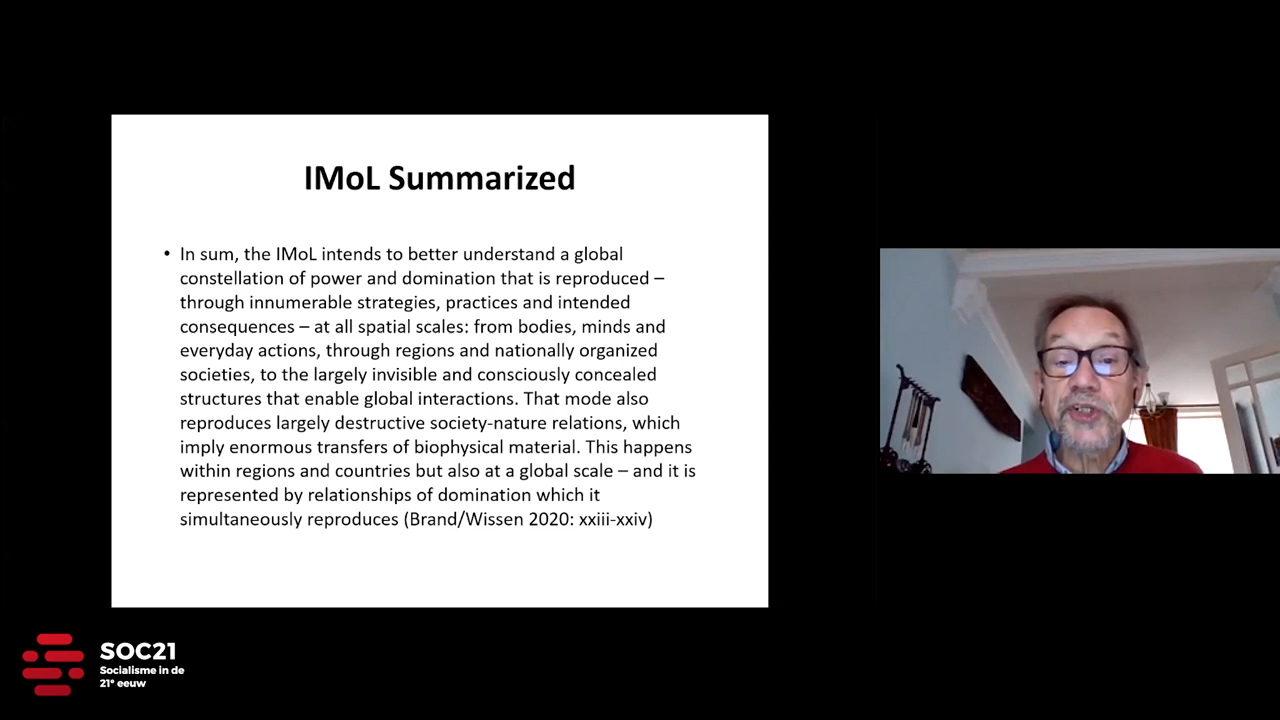 IMoL Summarized
• In sum, the IMoL intends to better understand a global
constellation of power and domination that is reproduced –
through innumerable strategies, practices and intended
consequences – at all spatial scales: from bodies, minds and
everyday actions, through regions and nationally organized
societies, to the largely invisible and consciously concealed
structures that enable global interactions. That mode also
reproduces largely destructive society-nature relations, which
imply enormous transfers of biophysical material. This happens
within regions and countries but also at a global scale – and it is
represented by relationships of domination which it
simultaneously reproduces (Brand/Wissen 2020: xxiii-xxiv)
SOC21
Socialisme in de
21e eeuw